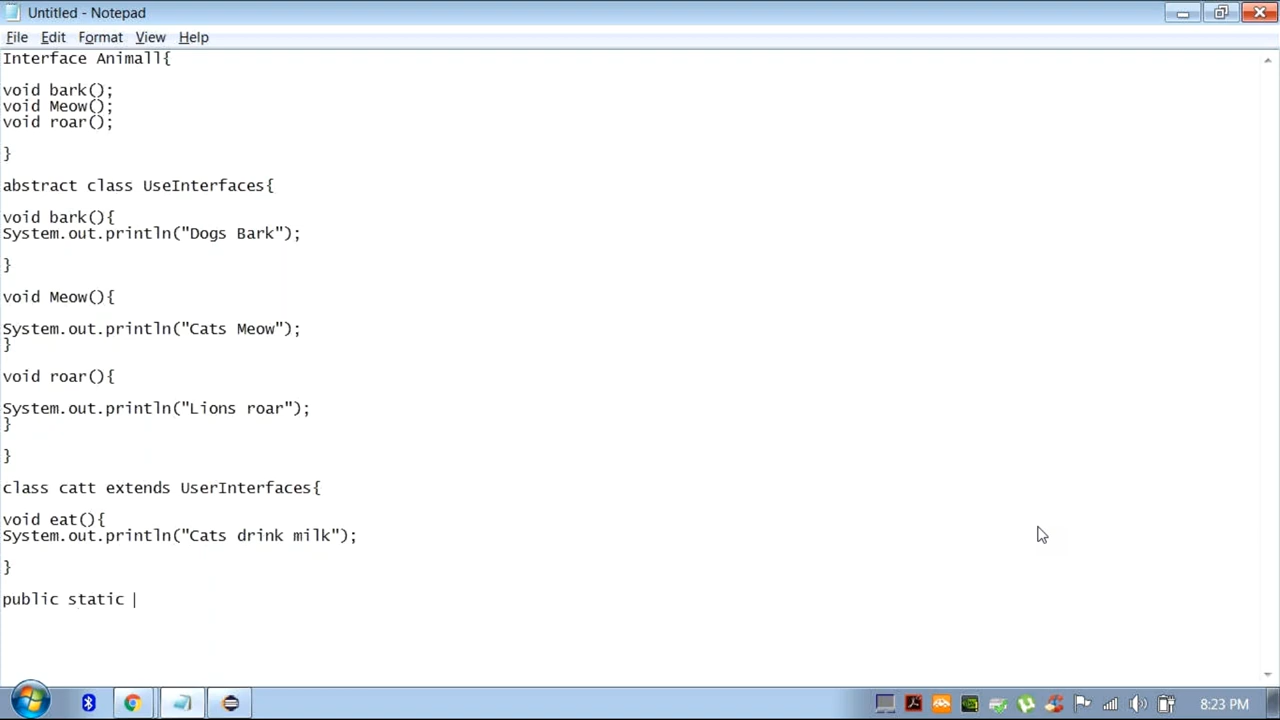 Untitled - Notepad
File Edit Format View Help
Interface Animall{
void bark();
void Meow();
void roar();
}
abstract class UseInterfaces{
void bark(){
System.out.println("Dogs Bark");
}
void Meow(){
System.out.println("Cats Meow");
}
void roar(){
System.out.println("Lions roar");
}
}
class catt extends UserInterfaces{
void eat(){
System.out.println("Cats drink milk");
}
public static
8:23 PM